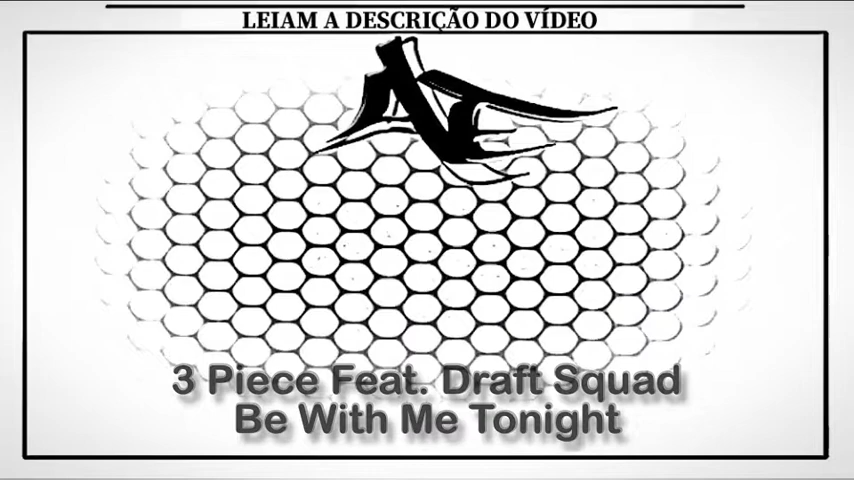 LEIAM A DESCRIÇÃO DO VÍDEO
3 Piece Feat. Draft Squad
Be With Me Tonight